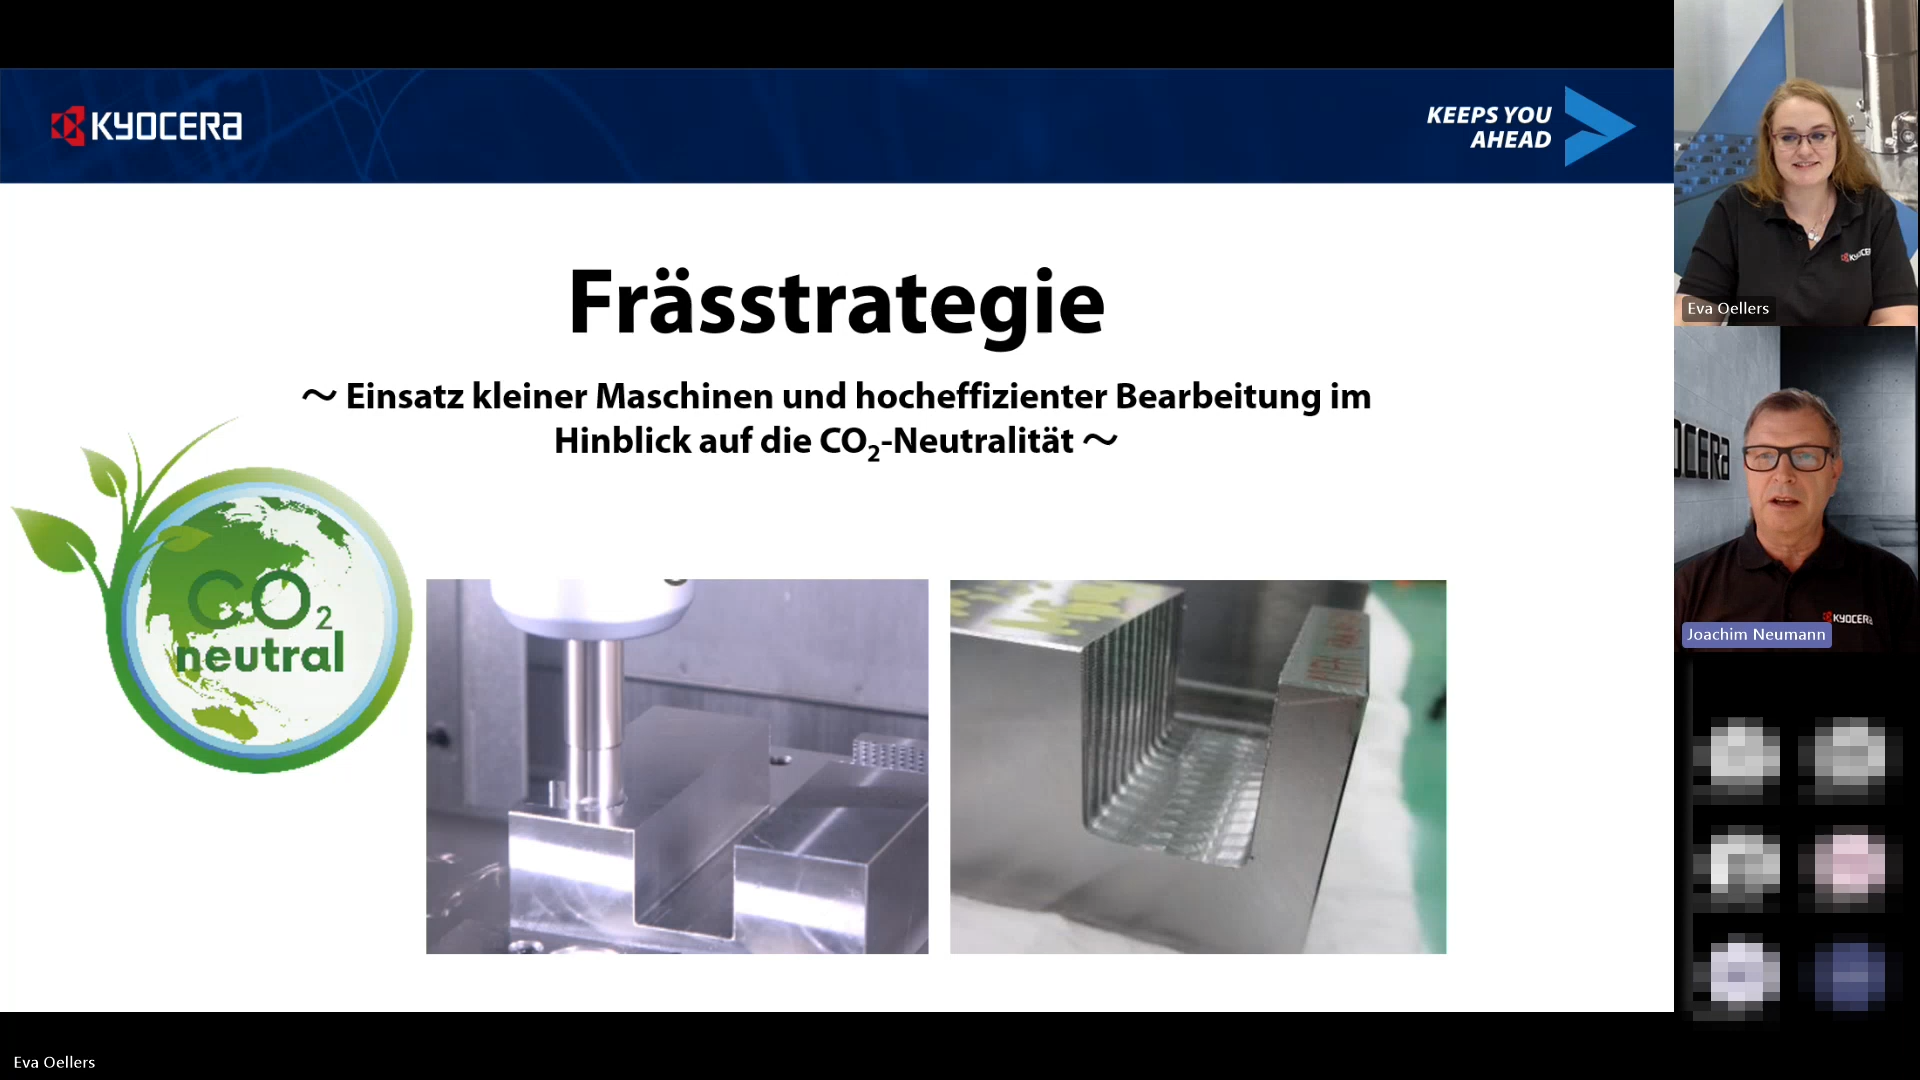 KYOCERA
KEEPS YOU
AHEAD
Frässtrategie
～ Einsatz kleiner Maschinen und hocheffizienter Bearbeitung im
Hinblick auf die CO₂-Neutralität ～
CO₂
neutral
Eva Oellers
KYOCERA
Joachim Neumann
Eva Oellers